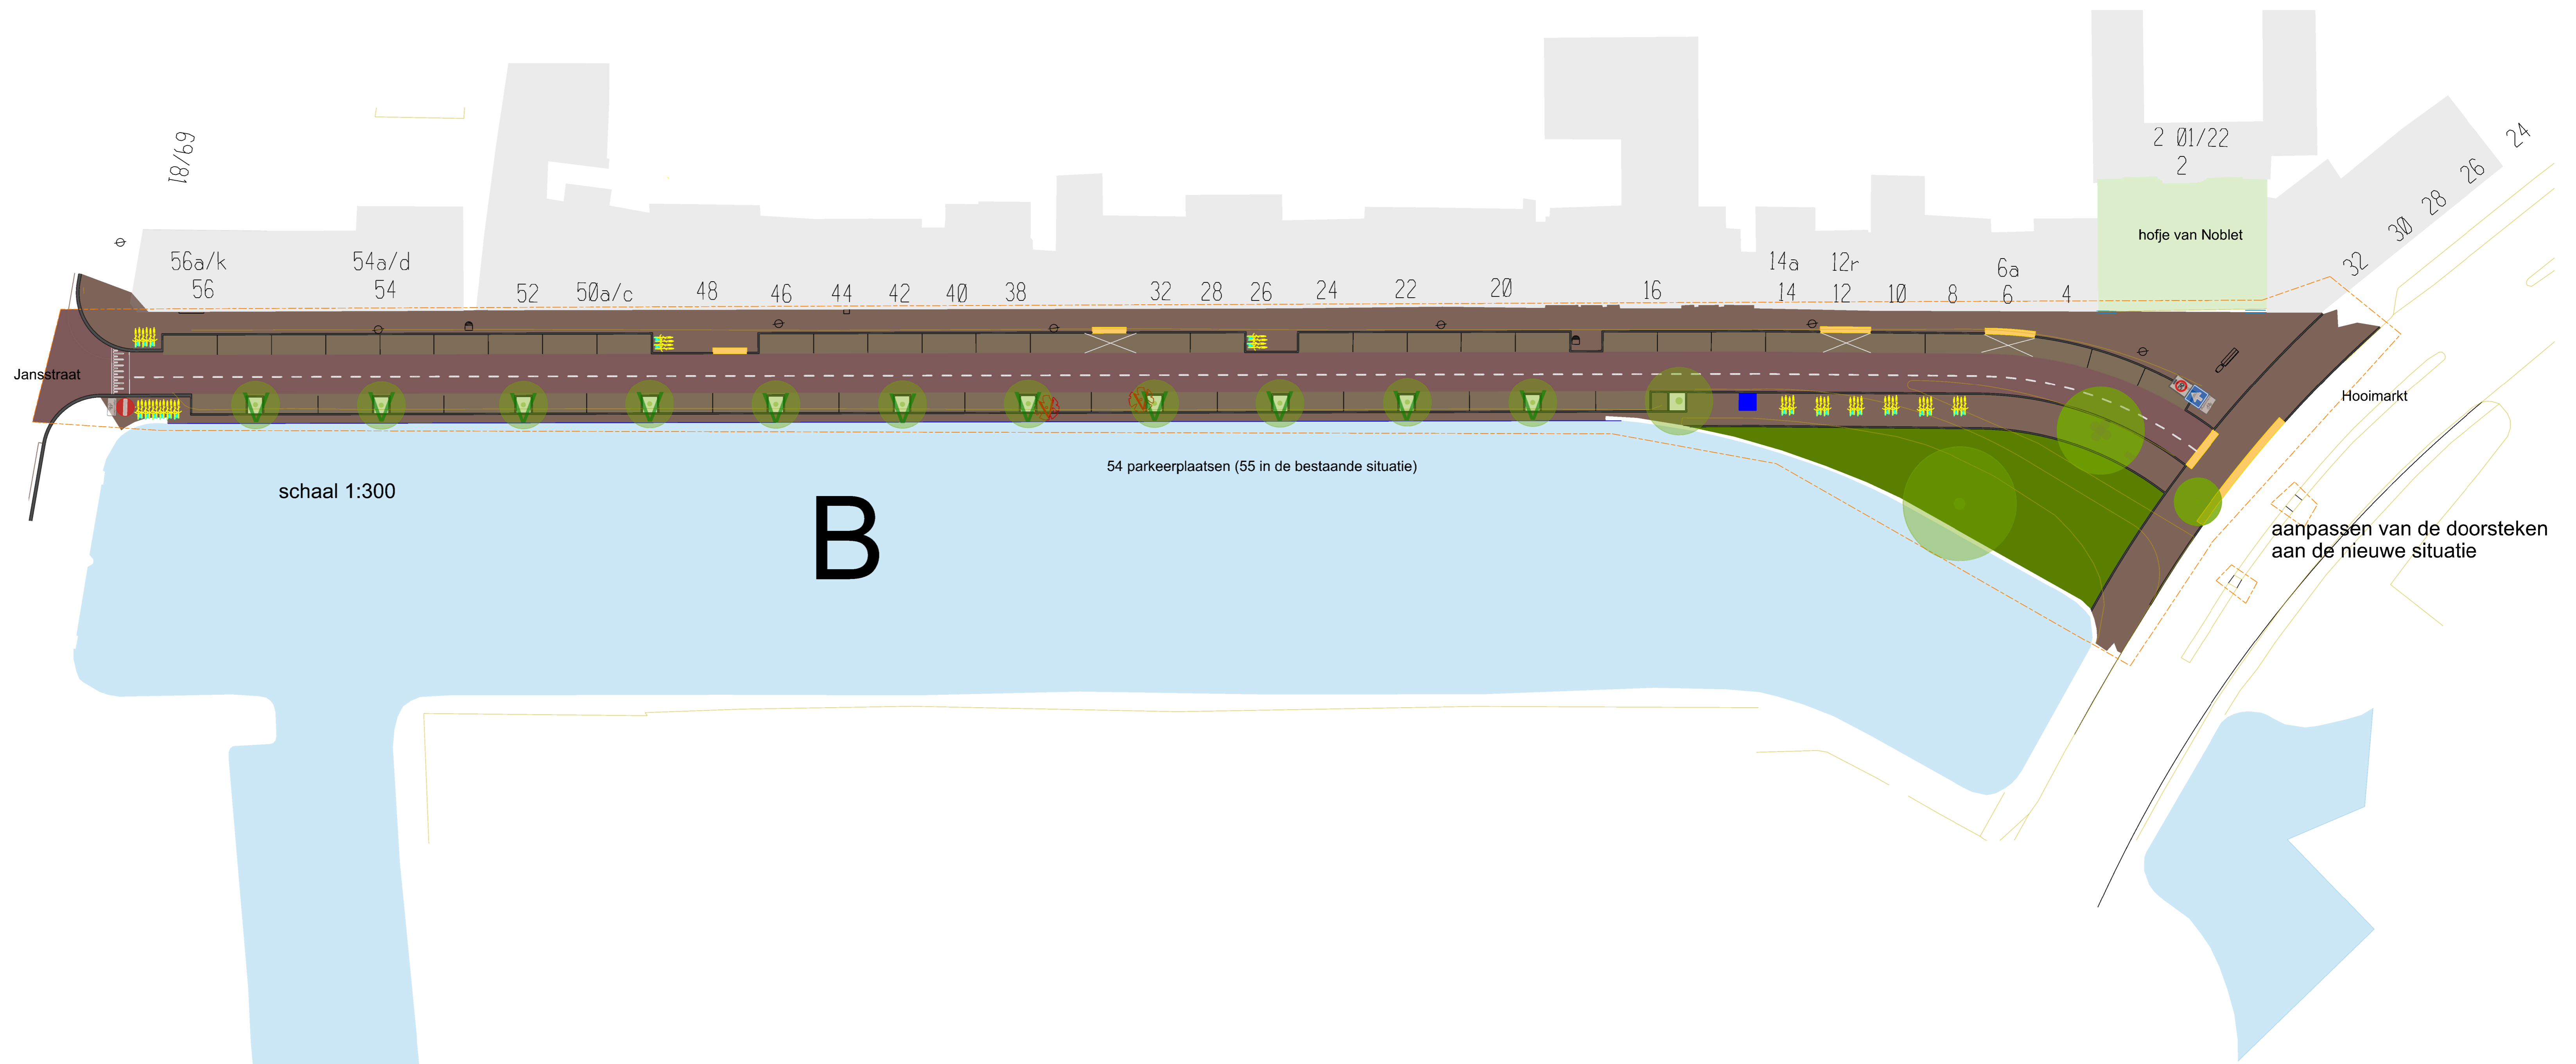 69/81
2 01/22
2
24
26
28
30
32
hofje van Noblet
56a/k
56
54a/d
54
52
50a/c
48
46
44
42
40
38
32
28
26
24
22
20
16
14a
14
12r
12
10
8
6a
6
4
Jansstraat
Hooimarkt
54 parkeerplaatsen (55 in de bestaande situatie)
schaal 1:300
B
aanpassen van de doorsteken
aan de nieuwe situatie